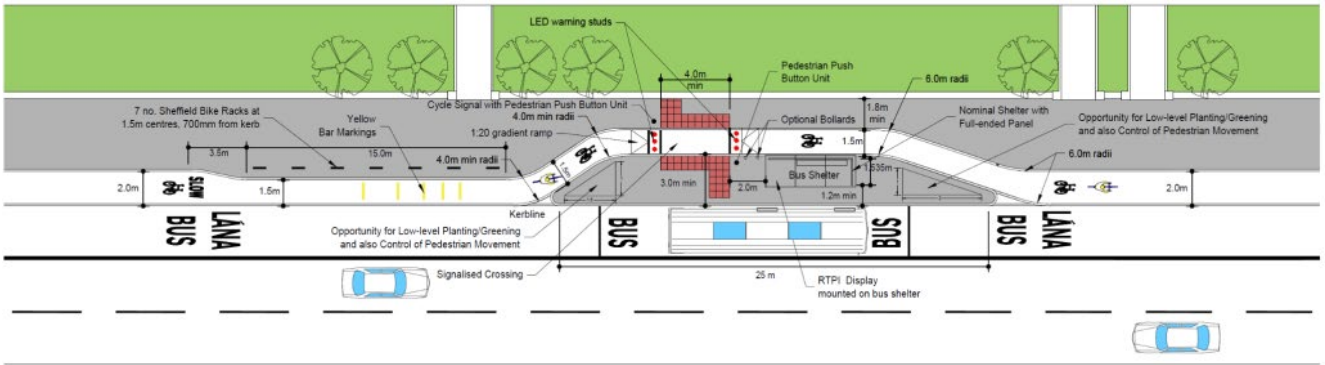 LED warning studs
4.0m
min
Pedestrian Push
Button Unit
6.0m radii
7 no. Sheffield Bike Racks at
1.5m centres, 700mm from kerb
Yellow
Bar Markings
Cycle Signal with Pedestrian Push Button Unit
4.0m min radii
1:20 gradient ramp
Optional Bollards
1.8m
min
Nominal Shelter with
Full-ended Panel
Opportunity for Low-level Planting/Greening
and also Control of Pedestrian Movement
3.5m
15.0m
4.0m min radii
1.5m
1.5m
6.0m radii
2.0m
SLOW
1.5m
3.0m min
2.0m
Bus Shelter
1.535m
1.2m min
SLOW
2.0m
Kerbline
LÁNA
BUS
Opportunity for Low-level Planting/Greening
and also Control of Pedestrian Movement
BUS
BUS
LÁNA
BUS
Signalised Crossing
25 m
RTPI Display
mounted on bus shelter